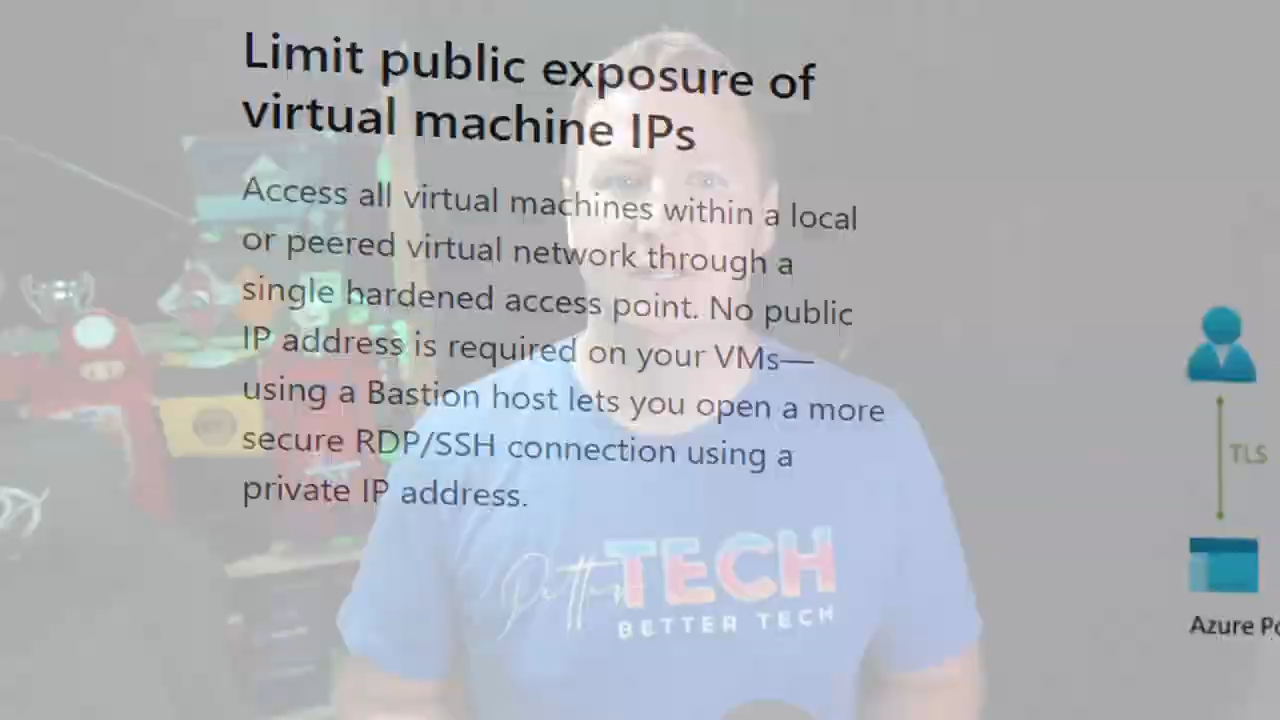 Limit public exposure of
virtual machine IPs
Access all virtual machines within a local
or peered virtual network through a
single hardened access point. No public
IP address is required on your VMs—
using a Bastion host lets you open a more
secure RDP/SSH connection using a
private IP address.
TLS
Azure Po
Better TECH
BETTER TECH